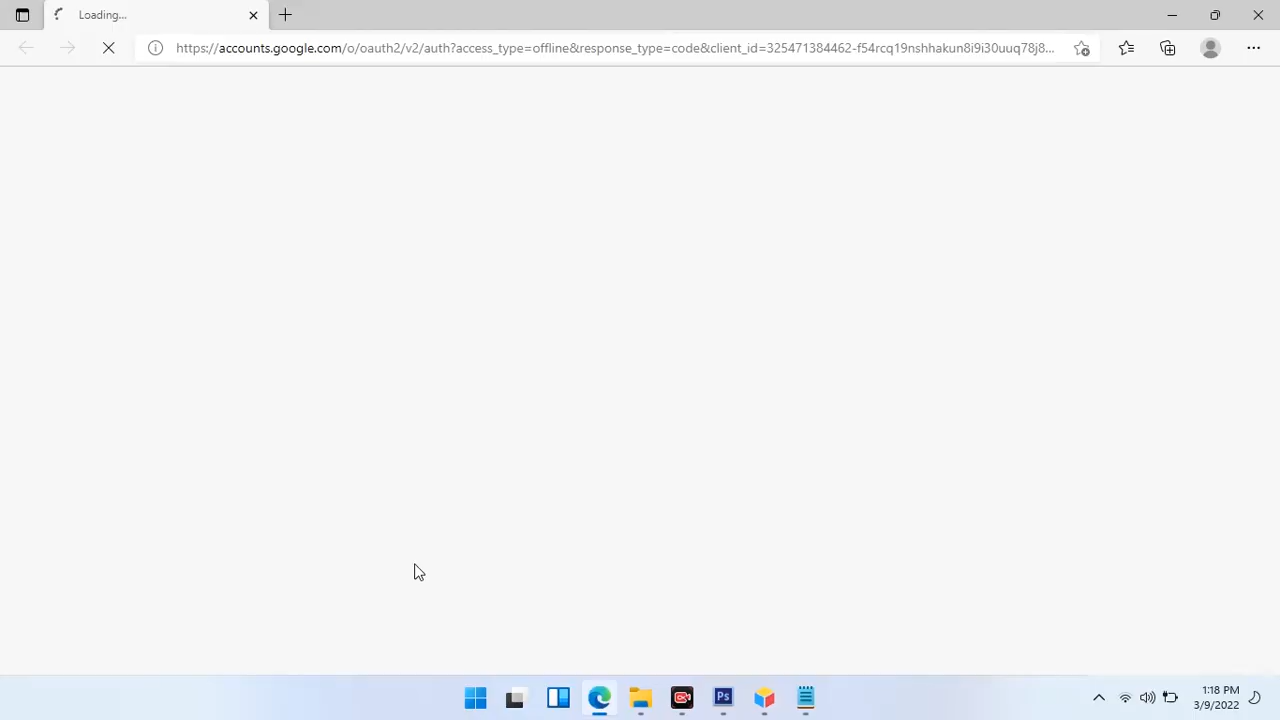 Loading...
https://accounts.google.com/o/oauth2/v2/auth?access_type=offline&response_type=code&client_id=325471384462-f54rcq19nshhakun8i9i30uuq78j8...
Ps
1:18 PM
3/9/2022